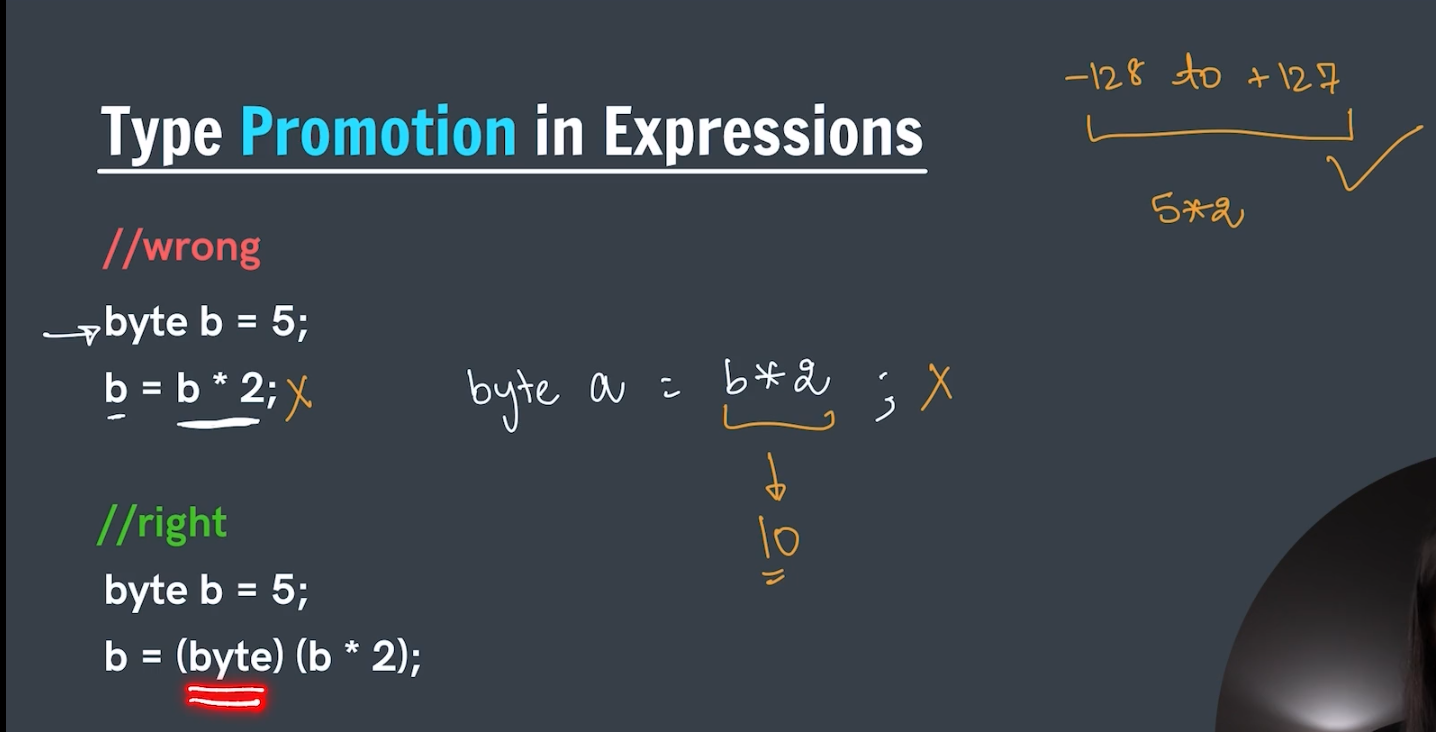 Type Promotion in Expressions
-128 to +127
5*2
//wrong
byte b = 5;
b = b * 2; X
byte a = b*2 ; X
10
//right
byte b = 5;
b = (byte) (b * 2);